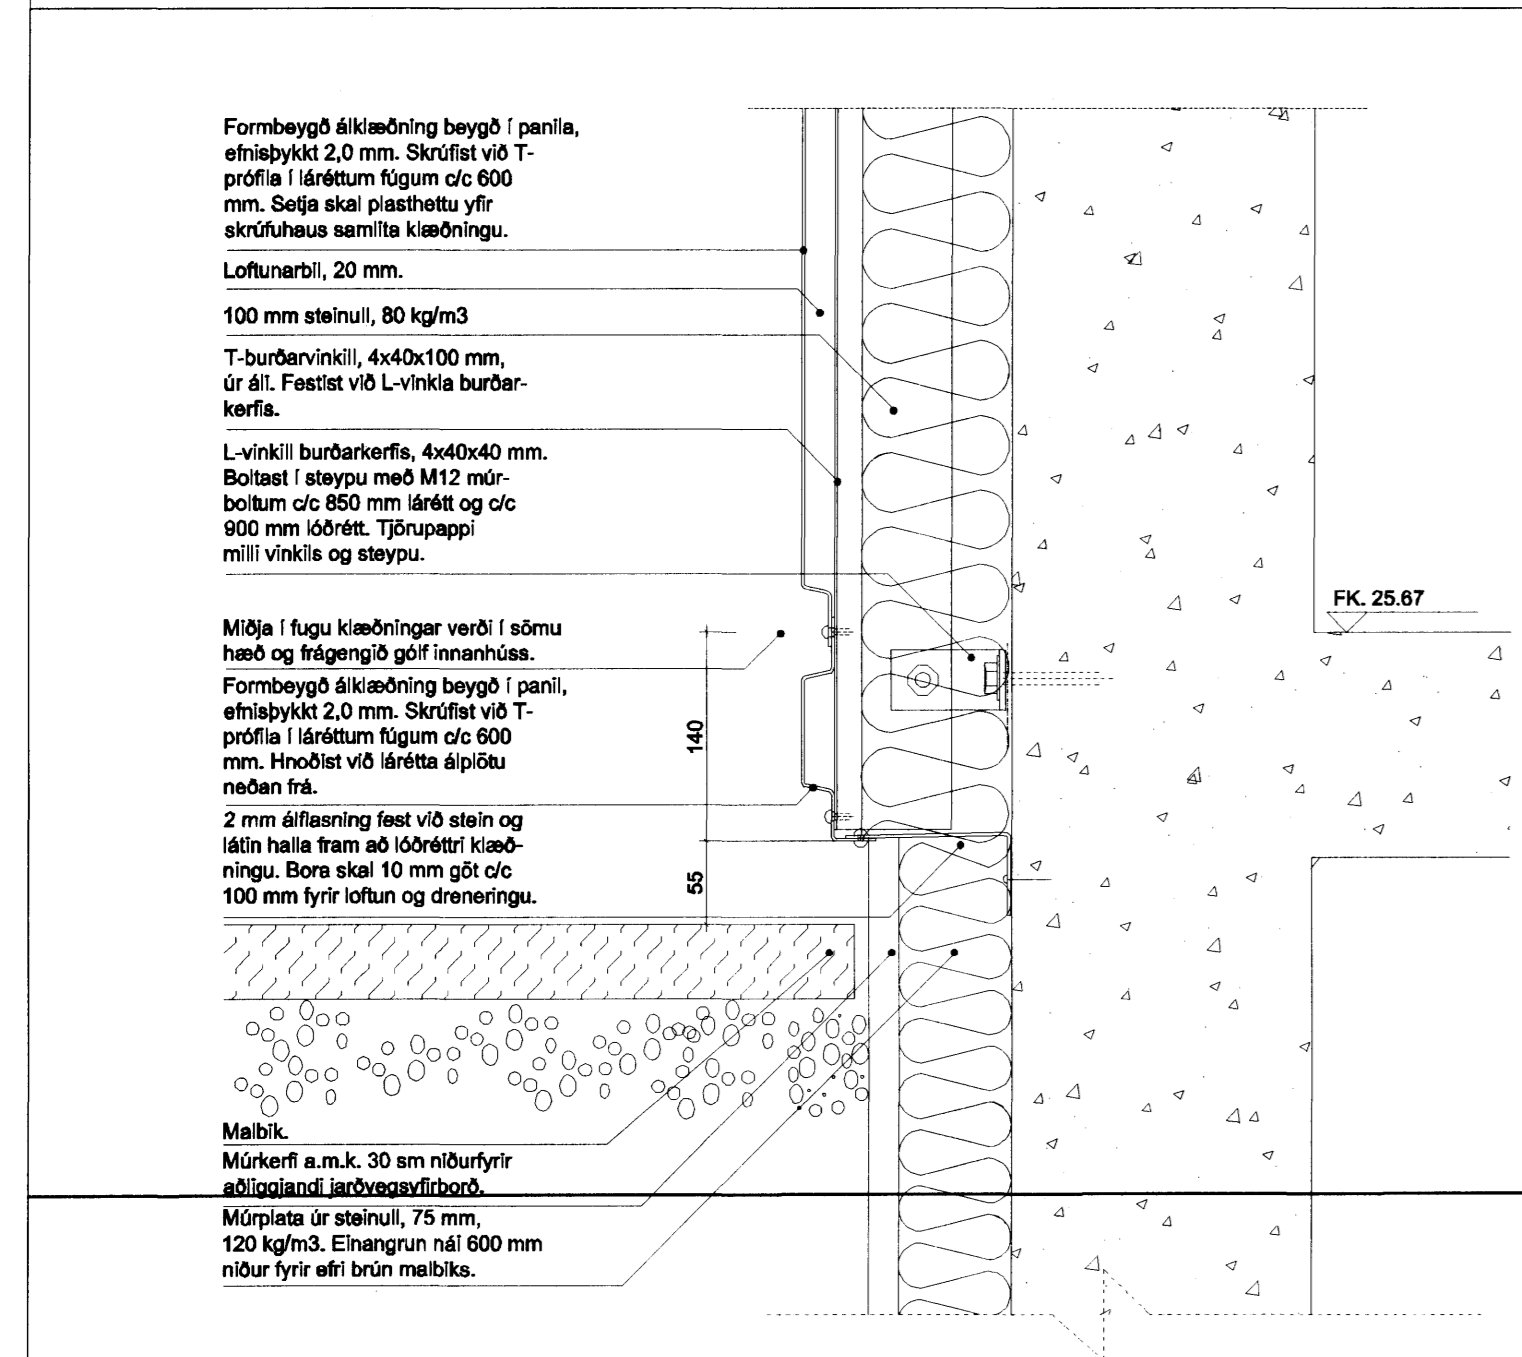 Formbeygð álklæðning beygð í panila,
efnisþykkt 2,0 mm. Skrúfist við T-
prófíla í láréttum fúgum c/c 600
mm. Setja skal plasthettu yfir
skrúfuhaus samlita klæðningu.
Loftunarbil, 20 mm.
100 mm steinull, 80 kg/m3
T-burðarvinkill, 4x40x100 mm,
úr áli. Festist við L-vinkla burðar-
kerfis.
L-vinkill burðarkerfis, 4x40x40 mm.
Boltast í steypu með M12 múr-
boltum c/c 850 mm lárétt og c/c
900 mm lóðrétt. Tjörupappi
milli vinkils og steypu.
FK. 25.67
Miðja í fugu klæðningar verði í sömu
hæð og frágengið gólf innanhúss.
Formbeygð álklæðning beygð í panil,
efnisþykkt 2,0 mm. Skrúfist við T-
prófíla í láréttum fúgum c/c 600
mm. Hnoðist við lárétta álplötu
neðan frá.
140
2 mm álflasning fest við stein og
látin halla fram að lóðréttri klæð-
ningu. Bora skal 10 mm göt c/c
100 mm fyrir loftun og dreneringu.
55
Malbik.
Múrkerfi a.m.k. 30 sm niðurfyrir
aðliggjandi jarðvegsyfirborð.
Múrplata úr steinull, 75 mm,
120 kg/m3. Einangrun nái 600 mm
niður fyrir efri brún malbiks.